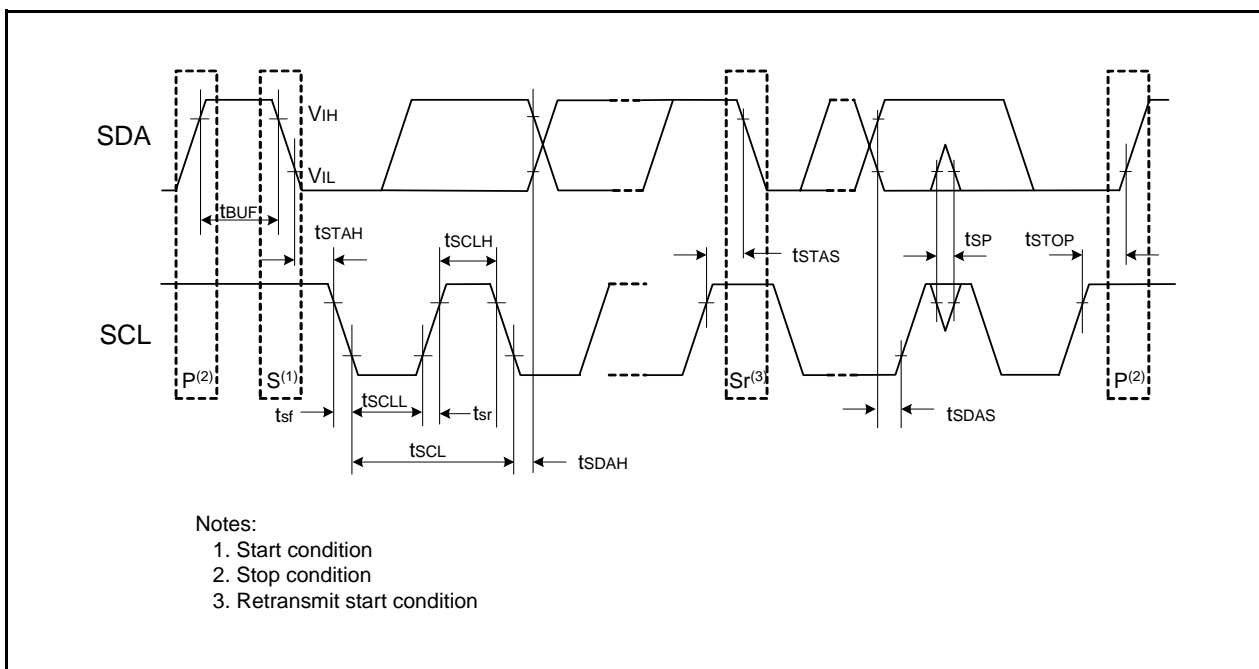 SDA
VIH
VIL
tBUF
tSTAH
tSCLH
tSTAS
tSP
tSTOP
SCL
P(2)
S(1)
Sr(3)
P(2)
tsf
tSCLL
tsr
tSDAS
tSCL
tSDAH
Notes:
1. Start condition
2. Stop condition
3. Retransmit start condition